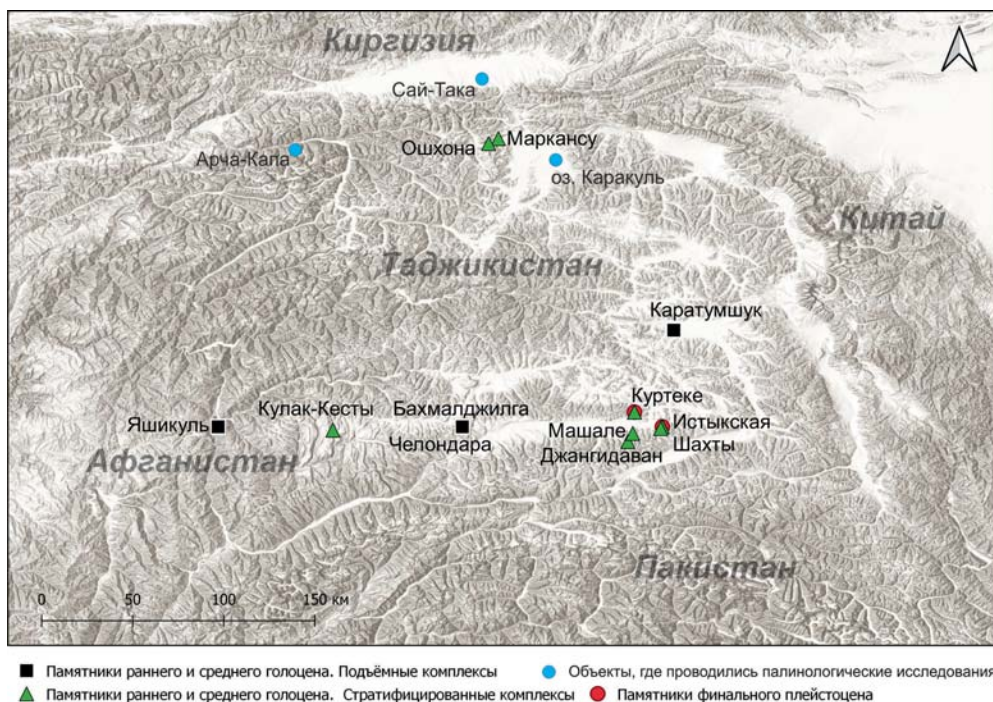 Киргизия
Сай-Така
Маркансу
Ошхона
Арча-Капа
оз. Каракуль
Китай
Таджикистан
Каратумшук
Куртеке
Кулак-Кесты
Бахмалджилга
Яшикуль
Истыкская
Машале
Челондара
Шахты
Джангидаван
Афганистан
Пакистан
0 50 100 150 км
Памятники раннего и среднего голоцена. Подъёмные комплексы
Объекты, где проводились палинологические исследования
Памятники раннего и среднего голоцена. Стратифицированные комплексы
Памятники финального плейстоцена